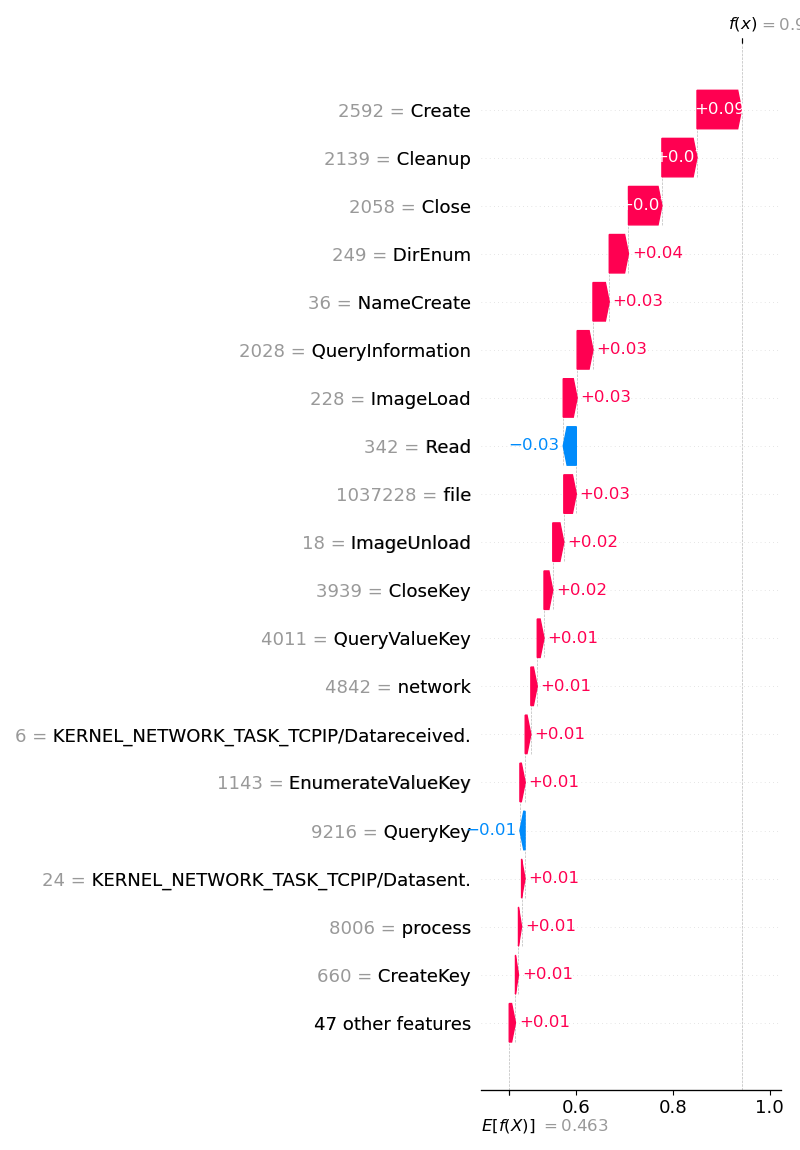 f(x) = 0.9
2592 = Create
+0.09
2139 = Cleanup
+0.0
2058 = Close
0.0
249 = DirEnum
+0.04
36 = NameCreate
+0.03
2028 = QueryInformation
+0.03
228 = ImageLoad
+0.03
342 = Read
−0.03
1037228 = file
+0.03
18 = ImageUnload
+0.02
3939 = CloseKey
+0.02
4011 = QueryValueKey
+0.01
4842 = network
+0.01
6 = KERNEL_NETWORK_TASK_TCPIP/Datareceived.
+0.01
1143 = EnumerateValueKey
+0.01
9216 = QueryKey
−0.01
24 = KERNEL_NETWORK_TASK_TCPIP/Datasent.
+0.01
8006 = process
+0.01
660 = CreateKey
+0.01
47 other features
+0.01
0.6 0.8 1.0
E[f(X)] = 0.463